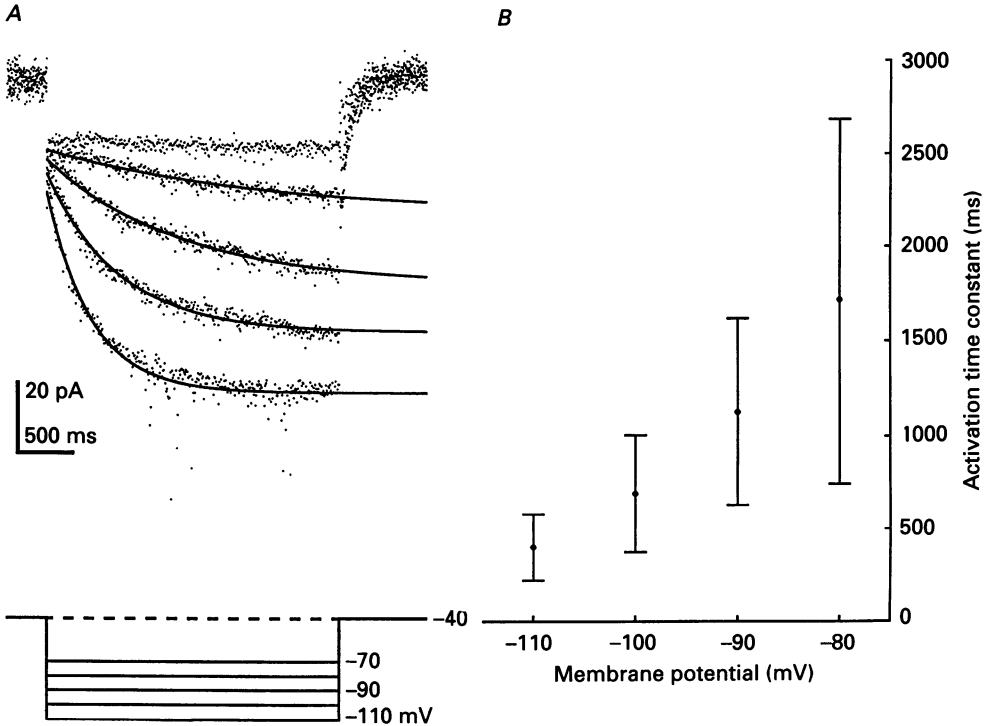 A
20 pA
500 ms
–40
–70
–90
–110 mV
B
3000
2500
2000
1500
1000
500
0
Activation time constant (ms)
–110
–100
–90
–80
Membrane potential (mV)